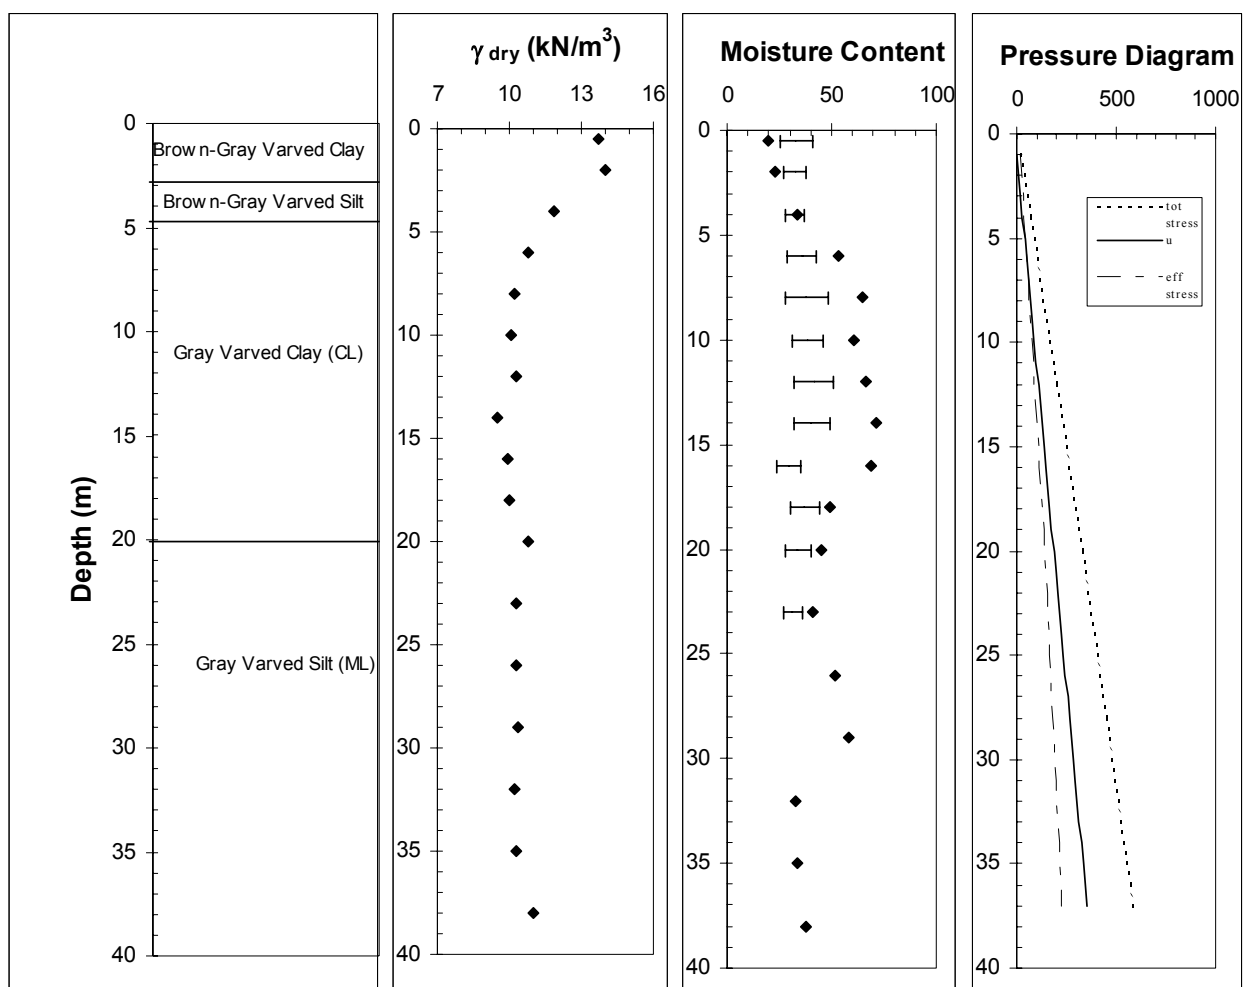 γ dry (kN/m3)
Moisture Content
Pressure Diagram
7 10 13 16
0 50 100
0 500 1000
0
5
10
15
20
25
30
35
40
Depth (m)
Brown-Gray Varved Clay
Brown-Gray Varved Silt
Gray Varved Clay (CL)
Gray Varved Silt (ML)
0
5
10
15
20
25
30
35
40
0
5
10
15
20
25
30
35
40
0
5
10
15
20
25
30
35
40
tot
stress
u
eff
stress